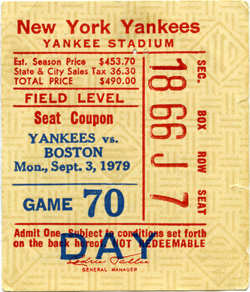 New York Yankees
YANKEE STADIUM
Est. Season Price $453.70
State & City Sales Tax 36.30
TOTAL PRICE $490.00
FIELD LEVEL
Seat Coupon
YANKEES vs.
BOSTON
Mon., Sept. 3, 1979
GAME 70
SEC. BOX ROW SEAT
18 66 J 7
Admit One. Subject to conditions set forth
on the back hereof. NOT REDEEMABLE
DAY
GENERAL MANAGER